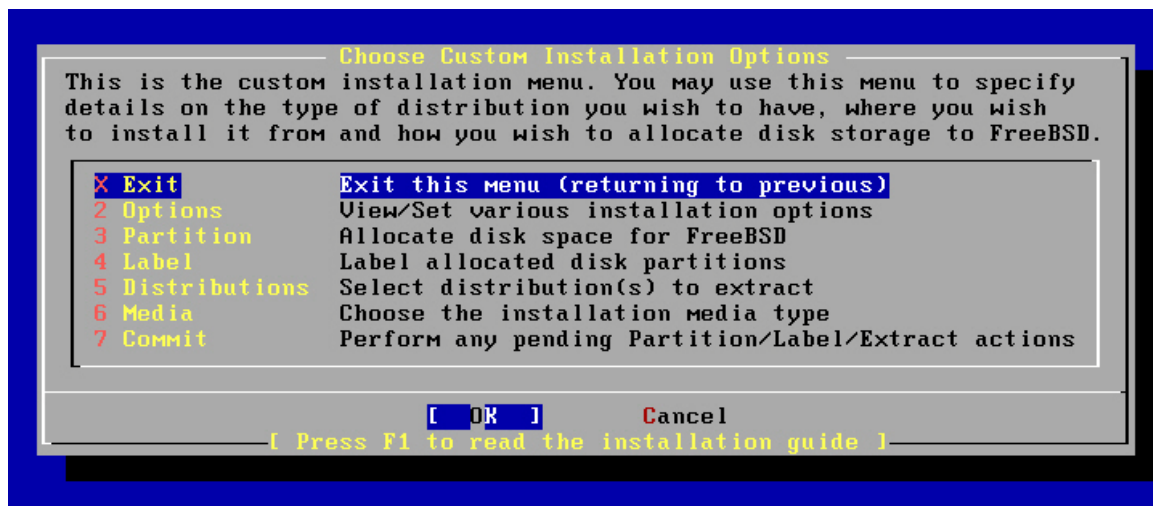 Choose Custom Installation Options
This is the custom installation menu. You may use this menu to specify
details on the type of distribution you wish to have, where you wish
to install it from and how you wish to allocate disk storage to FreeBSD.
X Exit Exit this menu (returning to previous)
2 Options View/Set various installation options
3 Partition Allocate disk space for FreeBSD
4 Label Label allocated disk partitions
5 Distributions Select distribution(s) to extract
6 Media Choose the installation media type
7 Commit Perform any pending Partition/Label/Extract actions
[ OK ] Cancel
[ Press F1 to read the installation guide ]